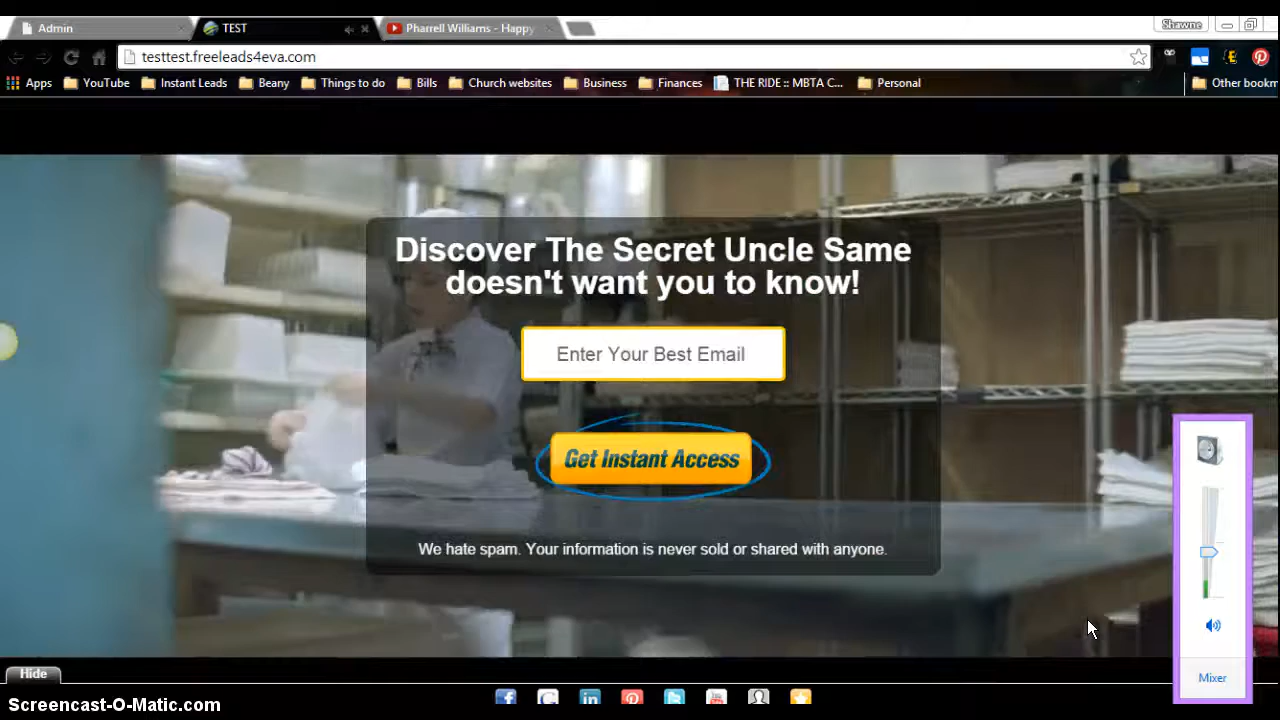 Admin
TEST
Pharrell Williams - Happy
Shawne
testtest.freeleads4eva.com
Apps
YouTube
Instant Leads
Beany
Things to do
Bills
Church websites
Business
Finances
THE RIDE :: MBTA C...
Personal
Other bookm
Discover The Secret Uncle Same
doesn't want you to know!
Enter Your Best Email
Get Instant Access
We hate spam. Your information is never sold or shared with anyone.
Mixer
Hide
Screencast-O-Matic.com